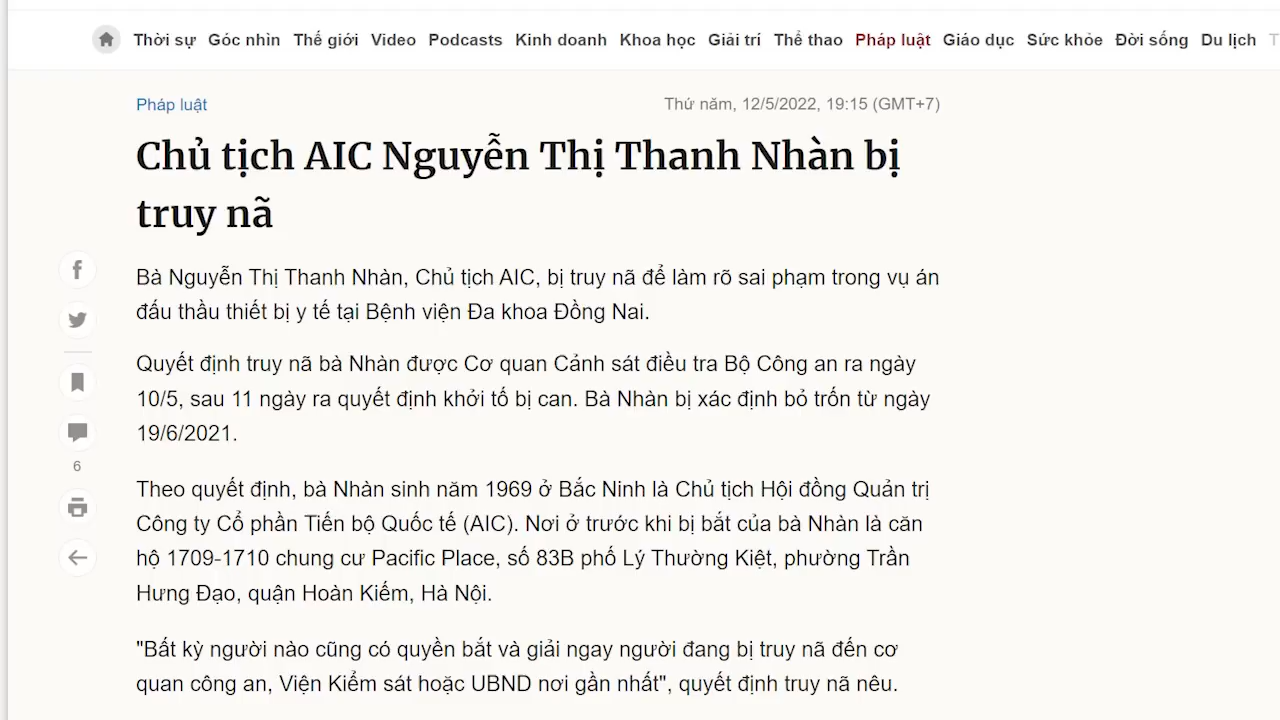 Thời sự Góc nhìn Thế giới Video Podcasts Kinh doanh Khoa học Giải trí Thể thao Pháp luật Giáo dục Sức khỏe Đời sống Du lịch T
Pháp luật
Thứ năm, 12/5/2022, 19:15 (GMT+7)
Chủ tịch AIC Nguyễn Thị Thanh Nhàn bị
truy nã
Bà Nguyễn Thị Thanh Nhàn, Chủ tịch AIC, bị truy nã để làm rõ sai phạm trong vụ án
đấu thầu thiết bị y tế tại Bệnh viện Đa khoa Đồng Nai.
Quyết định truy nã bà Nhàn được Cơ quan Cảnh sát điều tra Bộ Công an ra ngày
10/5, sau 11 ngày ra quyết định khởi tố bị can. Bà Nhàn bị xác định bỏ trốn từ ngày
19/6/2021.
6
Theo quyết định, bà Nhàn sinh năm 1969 ở Bắc Ninh là Chủ tịch Hội đồng Quản trị
Công ty Cổ phần Tiến bộ Quốc tế (AIC). Nơi ở trước khi bị bắt của bà Nhàn là căn
hộ 1709-1710 chung cư Pacific Place, số 83B phố Lý Thường Kiệt, phường Trần
Hưng Đạo, quận Hoàn Kiếm, Hà Nội.
"Bất kỳ người nào cũng có quyền bắt và giải ngay người đang bị truy nã đến cơ
quan công an, Viện Kiểm sát hoặc UBND nơi gần nhất", quyết định truy nã nêu.